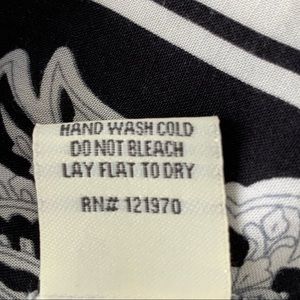 HAND WASH COLD
DO NOT BLEACH
LAY FLAT TO DRY
RN# 121970